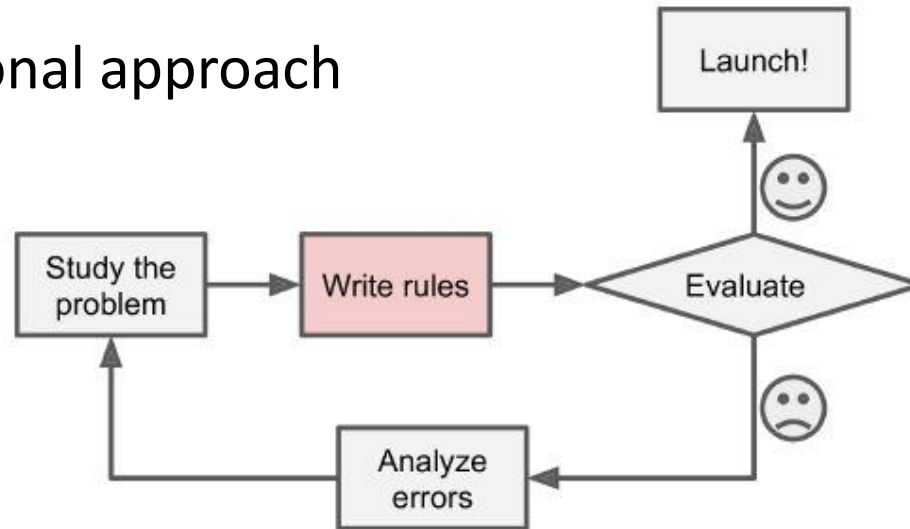 onal approach
Launch!
Study the
problem
Write rules
Evaluate
Analyze
errors